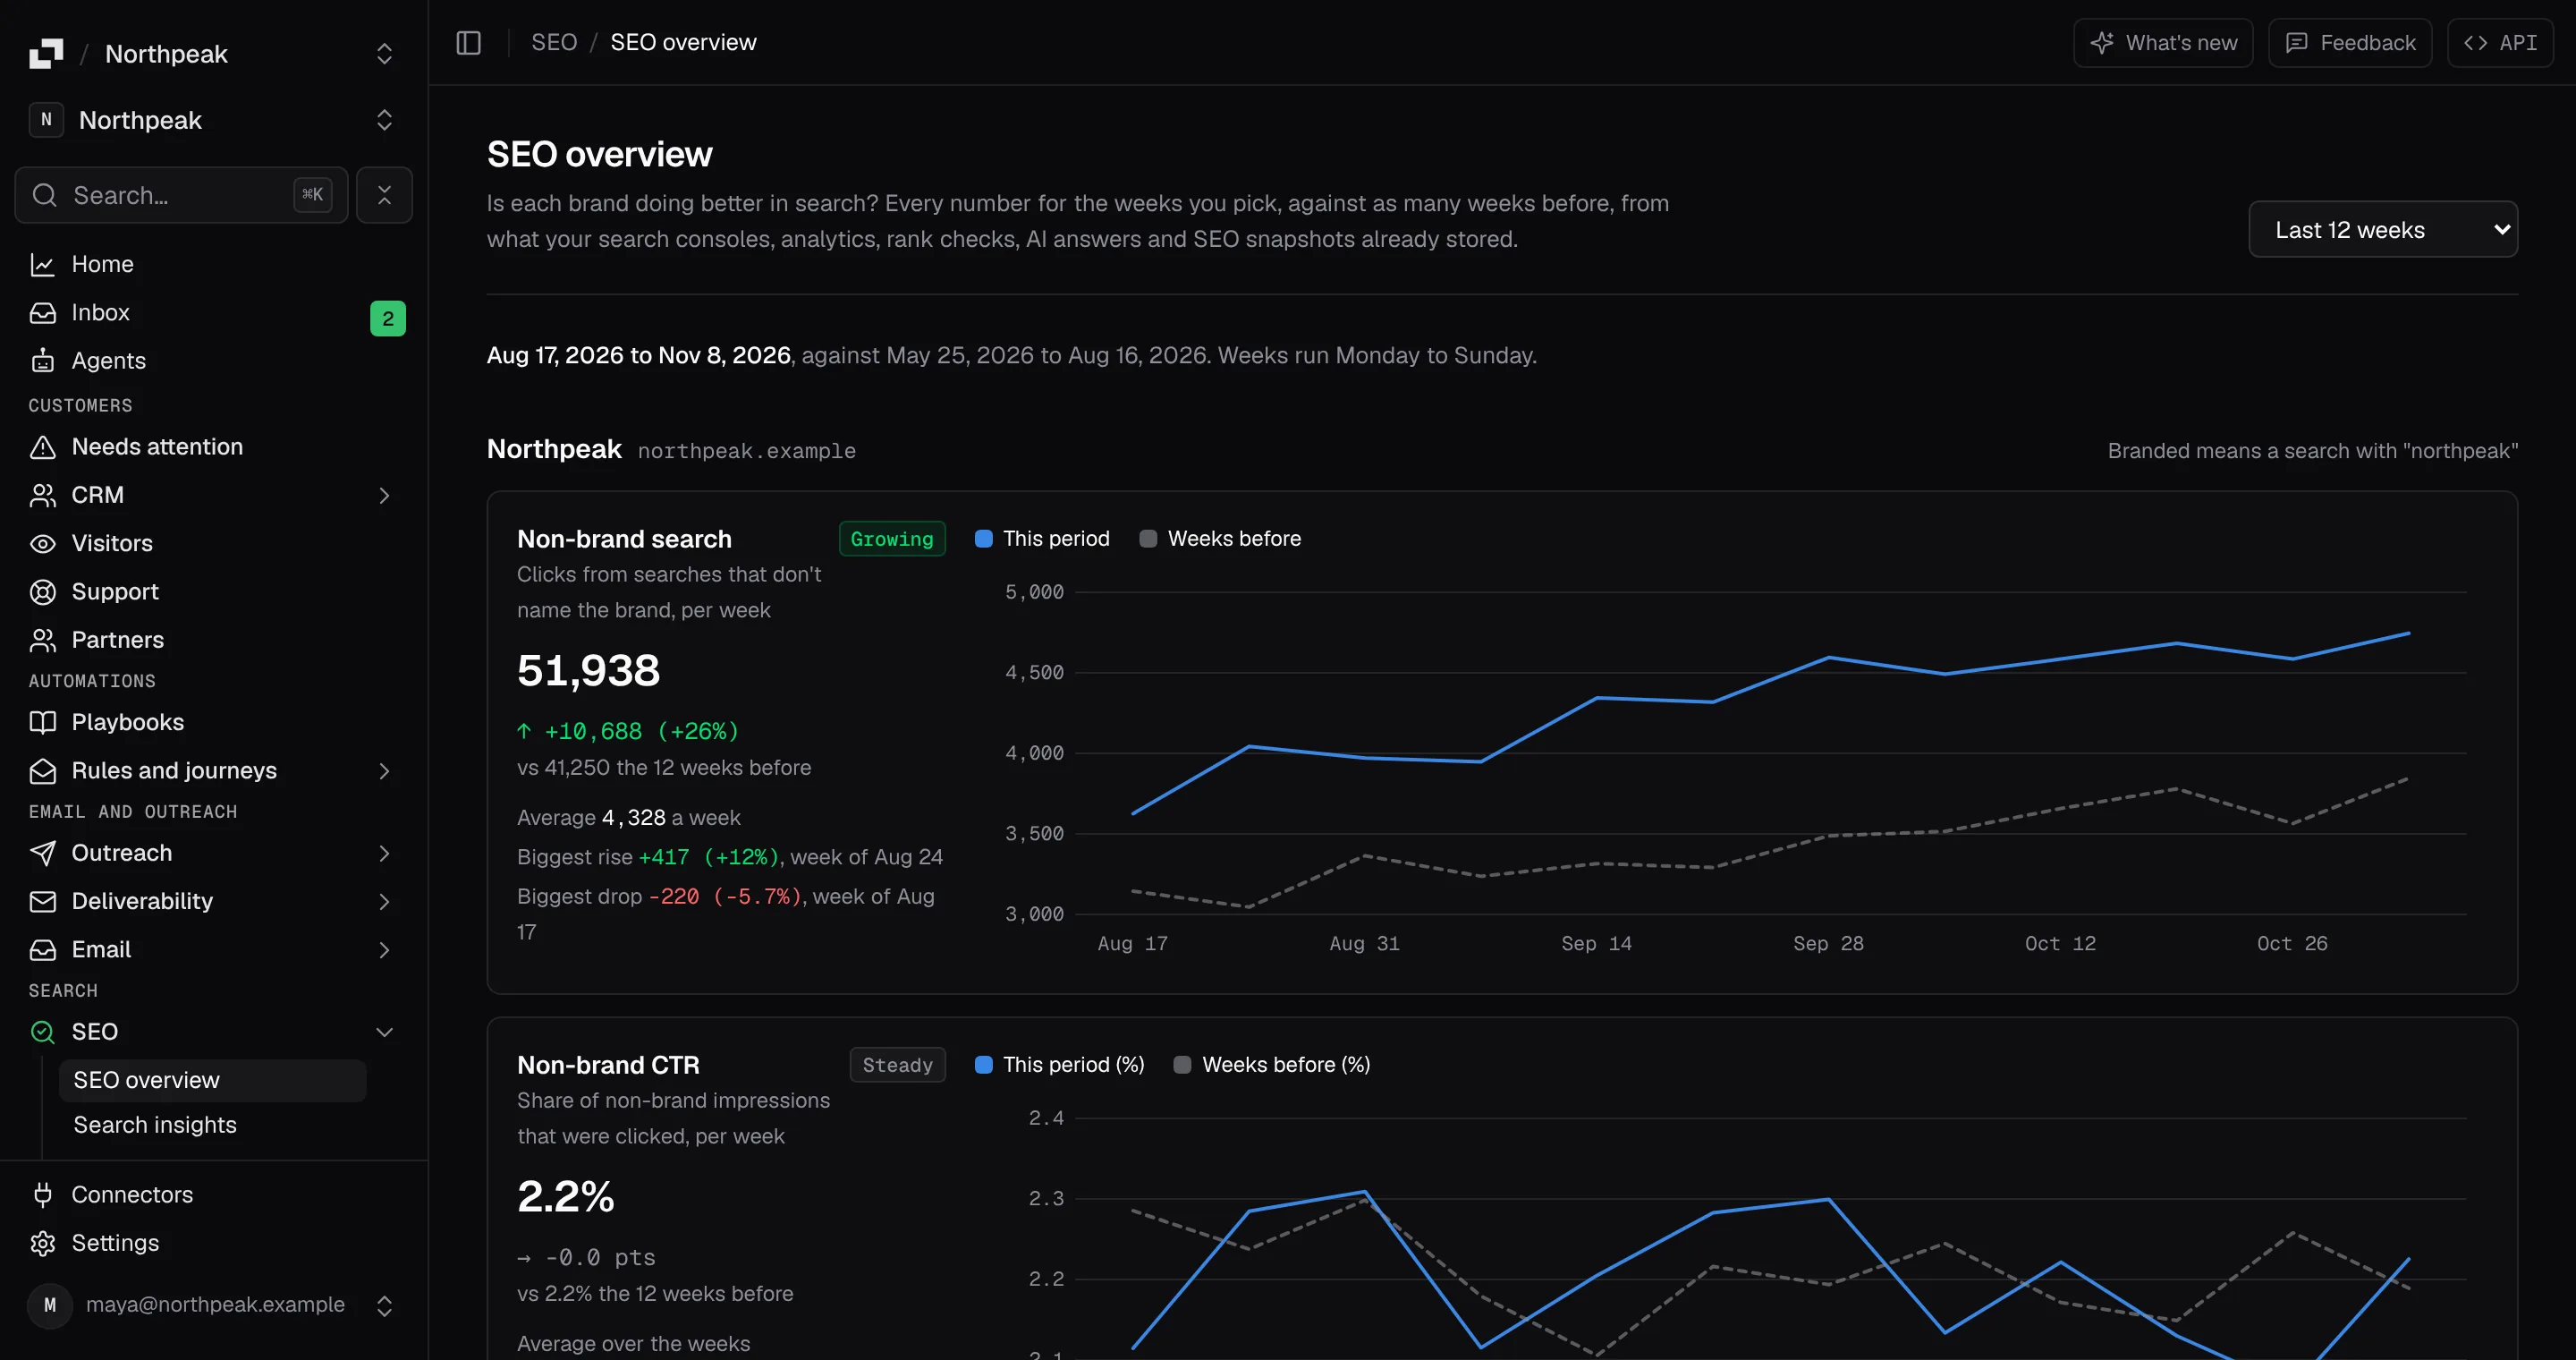 / Northpeak
N Northpeak
Search... ⌘K
Home
Inbox 2
Agents
CUSTOMERS
Needs attention
CRM
Visitors
Support
Partners
AUTOMATIONS
Playbooks
Rules and journeys
EMAIL AND OUTREACH
Outreach
Deliverability
Email
SEARCH
SEO
SEO overview
Search insights
Connectors
Settings
M maya@northpeak.example
SEO / SEO overview
What's new
Feedback
API
SEO overview
Is each brand doing better in search? Every number for the weeks you pick, against as many weeks before, from
what your search consoles, analytics, rank checks, AI answers and SEO snapshots already stored.
Last 12 weeks
Aug 17, 2026 to Nov 8, 2026, against May 25, 2026 to Aug 16, 2026. Weeks run Monday to Sunday.
Northpeak northpeak.example
Branded means a search with "northpeak"
Non-brand search
Growing
Clicks from searches that don't
name the brand, per week
51,938
↑ +10,688 (+26%)
vs 41,250 the 12 weeks before
Average 4,328 a week
Biggest rise +417 (+12%), week of Aug 24
Biggest drop -220 (-5.7%), week of Aug
17
This period
Weeks before
5,000
4,500
4,000
3,500
3,000
Aug 17
Aug 31
Sep 14
Sep 28
Oct 12
Oct 26
Non-brand CTR
Steady
Share of non-brand impressions
that were clicked, per week
2.2%
→ -0.0 pts
vs 2.2% the 12 weeks before
Average over the weeks
This period (%)
Weeks before (%)
2.4
2.3
2.2